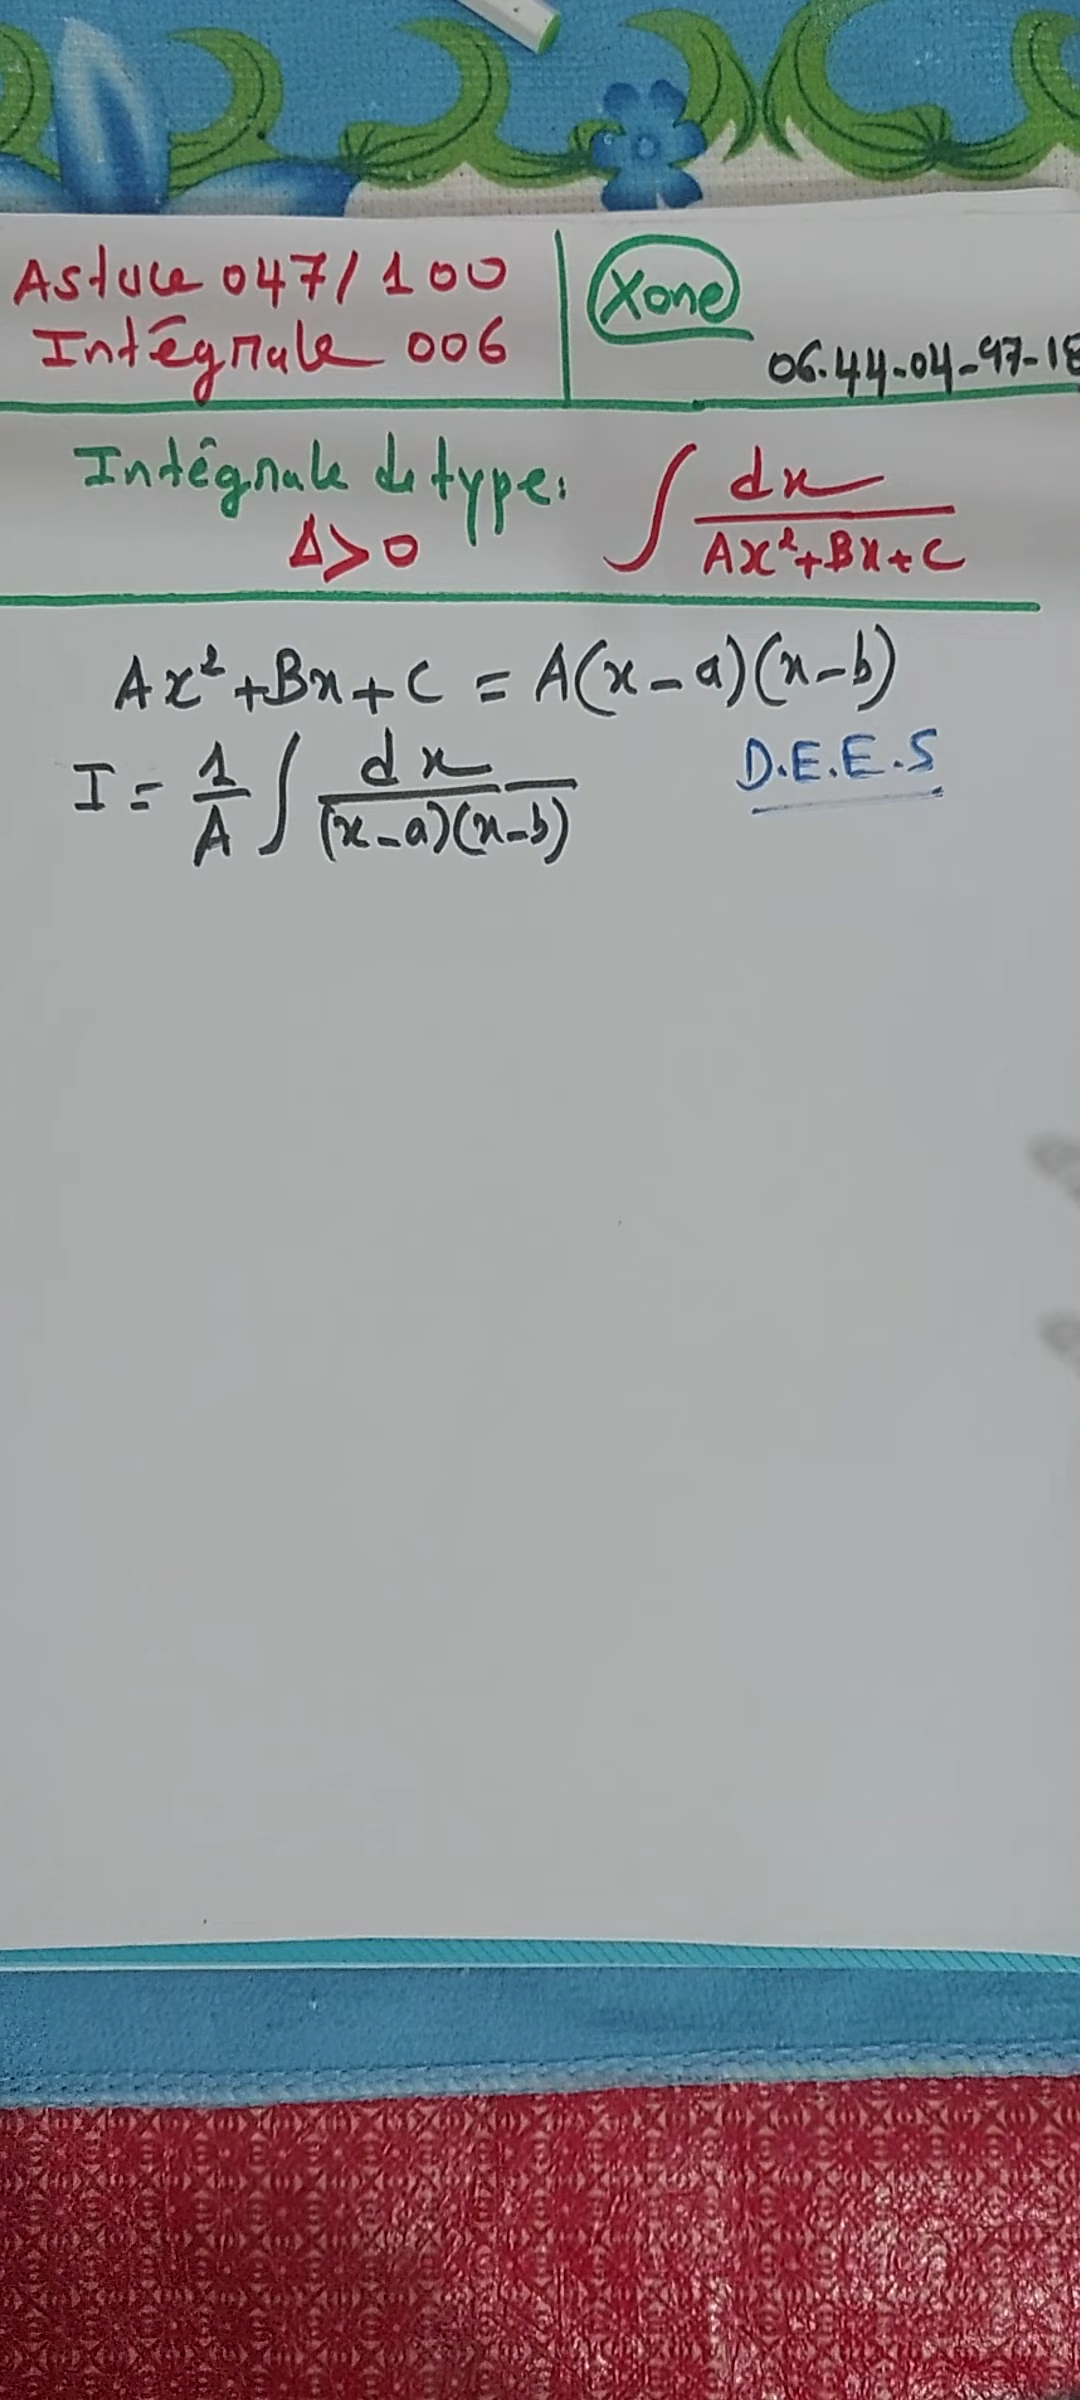 Astuce 047/100
Intégrale 006
Xone
06.44-04-97-18
Intégrale de type:
Δ>0
∫ dx / (Ax²+Bx+C)
Ax²+Bx+C = A(x-a)(x-b)
I = 1/A ∫ dx / (x-a)(x-b)
D.E.E.S